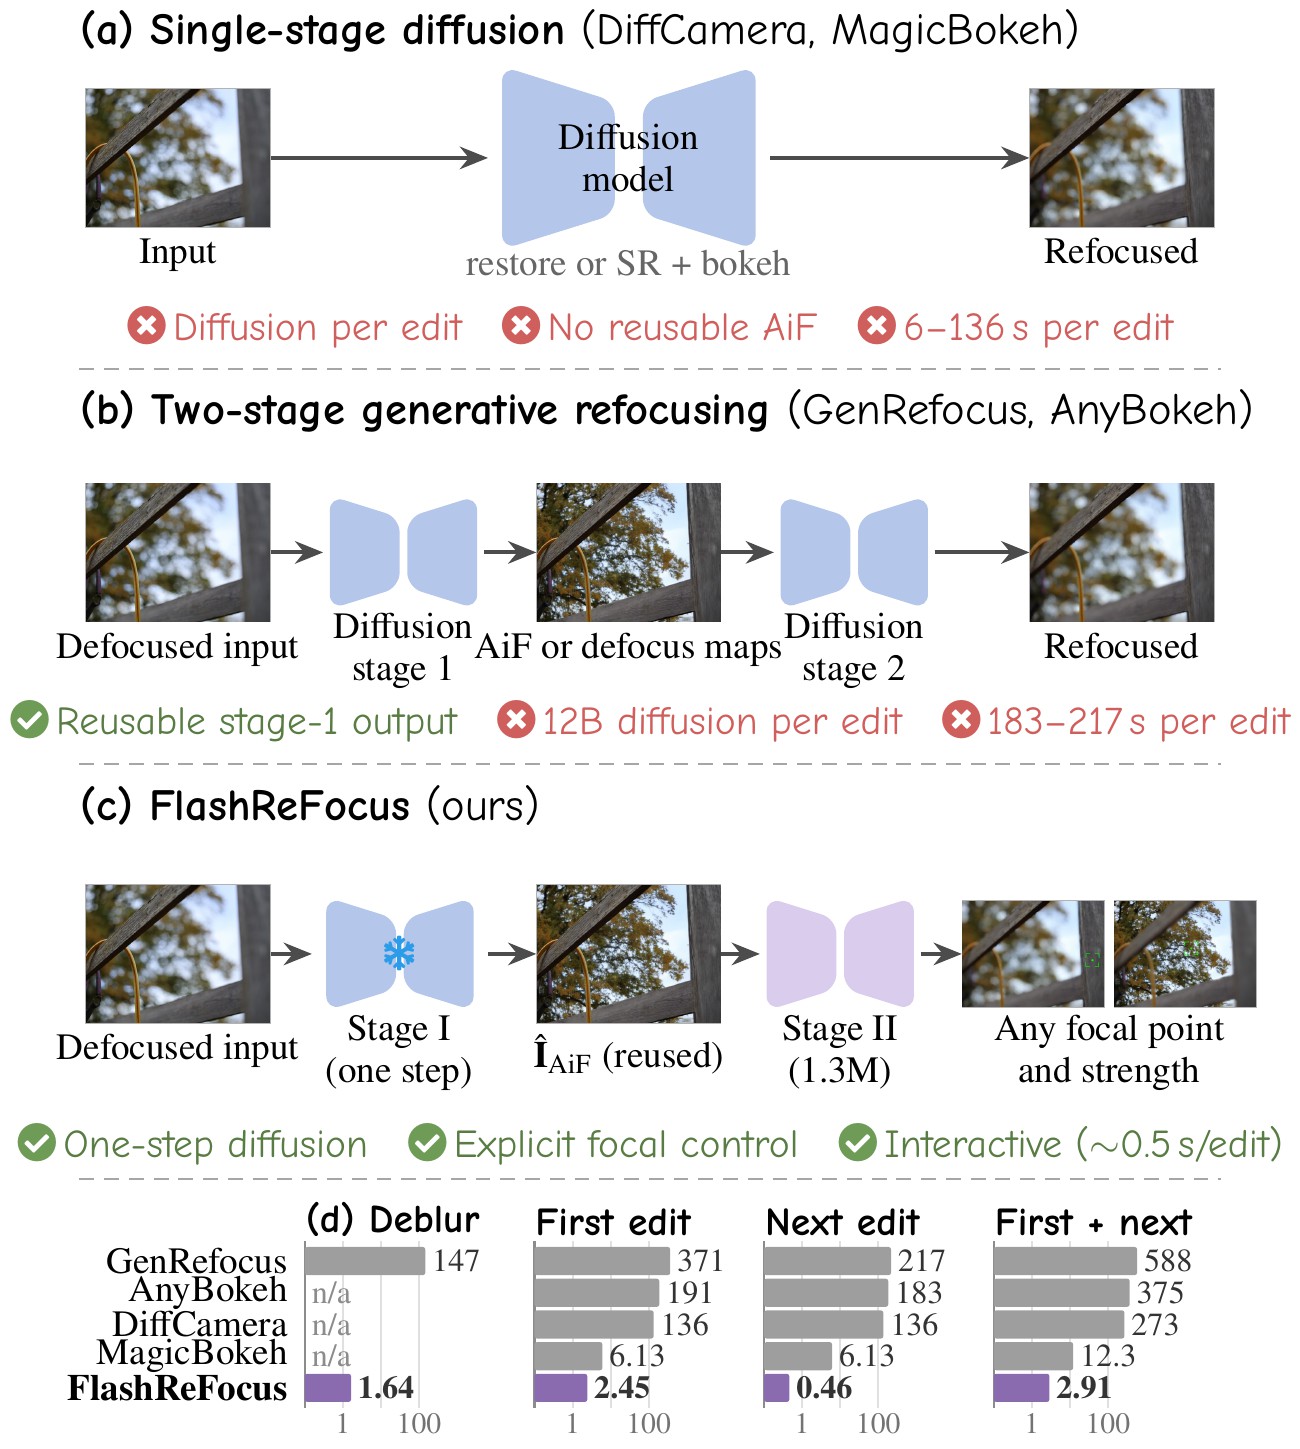 (a) Single-stage diffusion (DiffCamera, MagicBokeh)
Diffusion
model
Input
Refocused
restore or SR + bokeh
Diffusion per edit
No reusable AiF
6–136 s per edit
(b) Two-stage generative refocusing (GenRefocus, AnyBokeh)
Defocused input
Diffusion
stage 1
AiF or defocus maps
Diffusion
stage 2
Refocused
Reusable stage-1 output
12B diffusion per edit
183–217 s per edit
(c) FlashReFocus (ours)
Defocused input
Stage I
(one step)
Î_AiF (reused)
Stage II
(1.3M)
Any focal point
and strength
One-step diffusion
Explicit focal control
Interactive (~0.5 s/edit)
(d) Deblur First edit Next edit First + next
GenRefocus 147 371 217 588
AnyBokeh n/a 191 183 375
DiffCamera n/a 136 136 273
MagicBokeh n/a 6.13 6.13 12.3
FlashReFocus 1.64 2.45 0.46 2.91
1 100 1 100 1 100 1 100